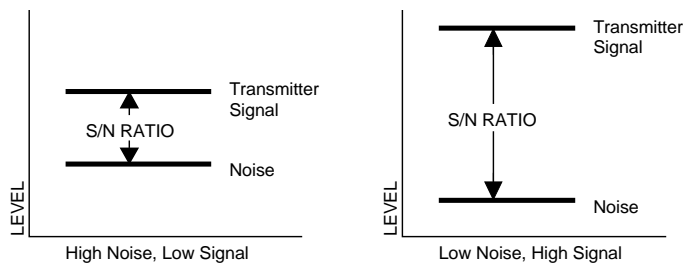 Transmitter
Signal
S/N RATIO
Noise
LEVEL
High Noise, Low Signal
Transmitter
Signal
S/N RATIO
Noise
LEVEL
Low Noise, High Signal